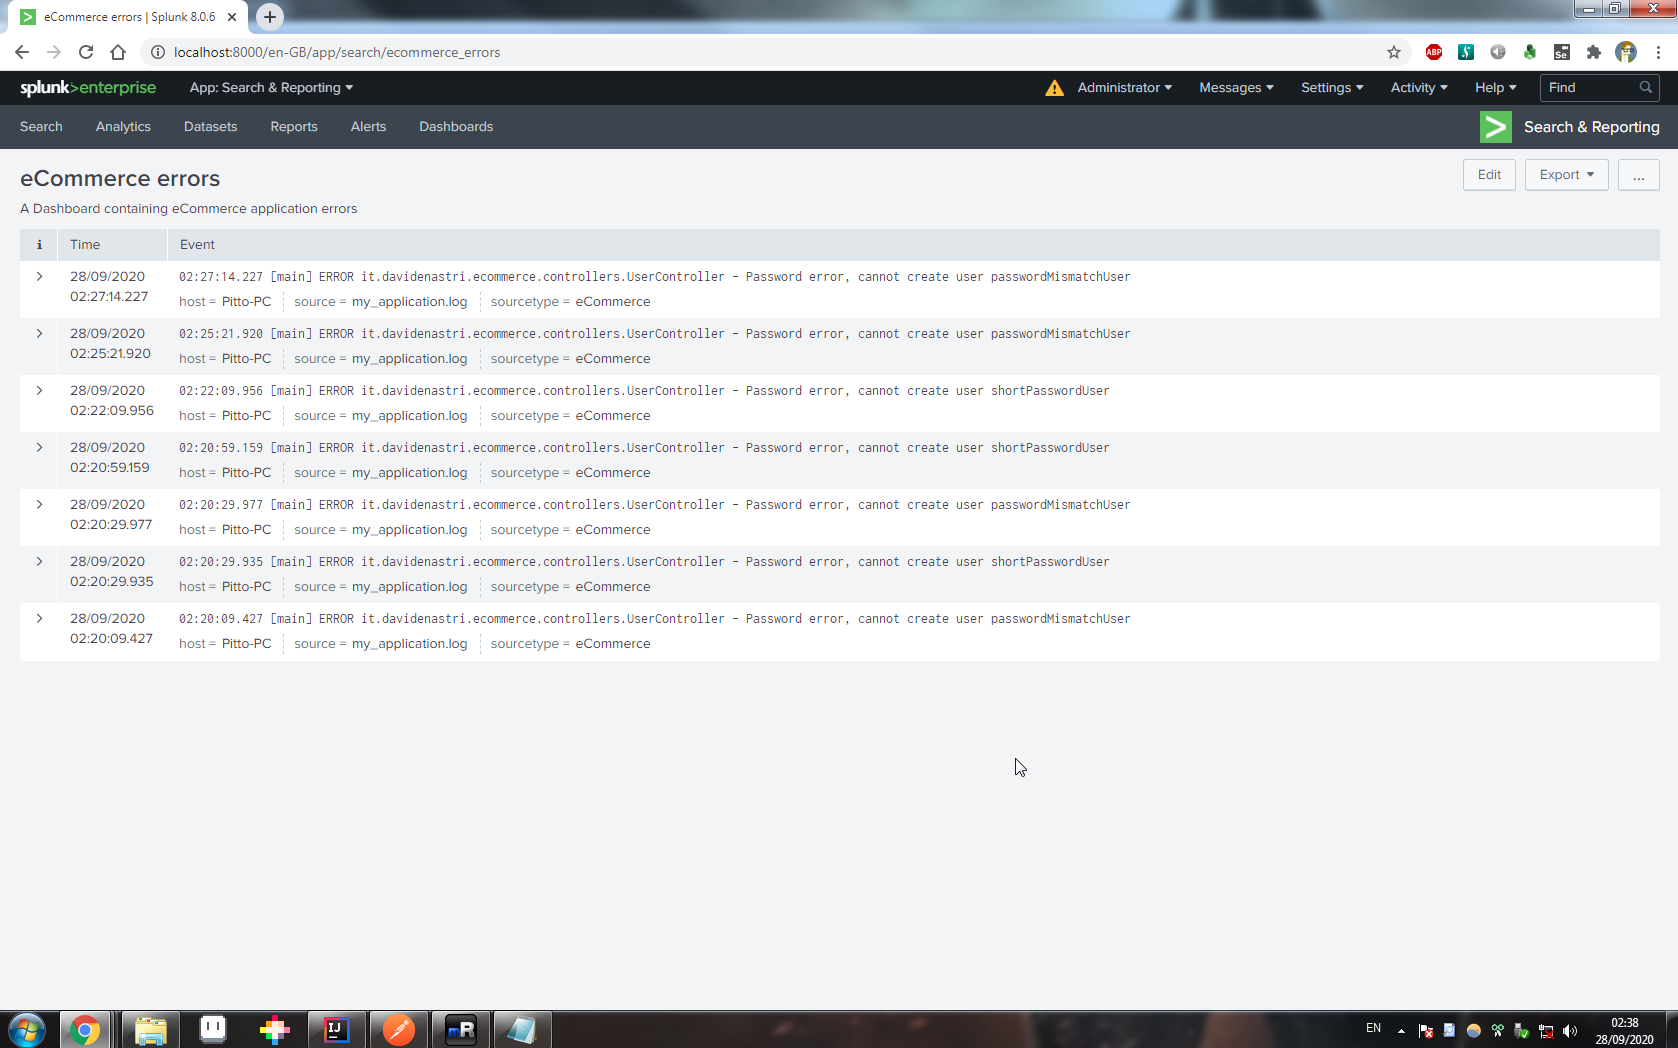 eCommerce errors | Splunk 8.0.6
localhost:8000/en-GB/app/search/ecommerce_errors
ABP
Se
splunk>enterprise App: Search & Reporting Administrator Messages Settings Activity Help Find
Search Analytics Datasets Reports Alerts Dashboards Search & Reporting
eCommerce errors Edit Export ...
A Dashboard containing eCommerce application errors
i Time Event
28/09/2020 02:27:14.227 [main] ERROR it.davidenastri.ecommerce.controllers.UserController - Password error, cannot create user passwordMismatchUser
02:27:14.227 host = Pitto-PC source = my_application.log sourcetype = eCommerce
28/09/2020 02:25:21.920 [main] ERROR it.davidenastri.ecommerce.controllers.UserController - Password error, cannot create user passwordMismatchUser
02:25:21.920 host = Pitto-PC source = my_application.log sourcetype = eCommerce
28/09/2020 02:22:09.956 [main] ERROR it.davidenastri.ecommerce.controllers.UserController - Password error, cannot create user shortPasswordUser
02:22:09.956 host = Pitto-PC source = my_application.log sourcetype = eCommerce
28/09/2020 02:20:59.159 [main] ERROR it.davidenastri.ecommerce.controllers.UserController - Password error, cannot create user shortPasswordUser
02:20:59.159 host = Pitto-PC source = my_application.log sourcetype = eCommerce
28/09/2020 02:20:29.977 [main] ERROR it.davidenastri.ecommerce.controllers.UserController - Password error, cannot create user passwordMismatchUser
02:20:29.977 host = Pitto-PC source = my_application.log sourcetype = eCommerce
28/09/2020 02:20:29.935 [main] ERROR it.davidenastri.ecommerce.controllers.UserController - Password error, cannot create user shortPasswordUser
02:20:29.935 host = Pitto-PC source = my_application.log sourcetype = eCommerce
28/09/2020 02:20:09.427 [main] ERROR it.davidenastri.ecommerce.controllers.UserController - Password error, cannot create user passwordMismatchUser
02:20:09.427 host = Pitto-PC source = my_application.log sourcetype = eCommerce
IJ mR EN 02:38
28/09/2020